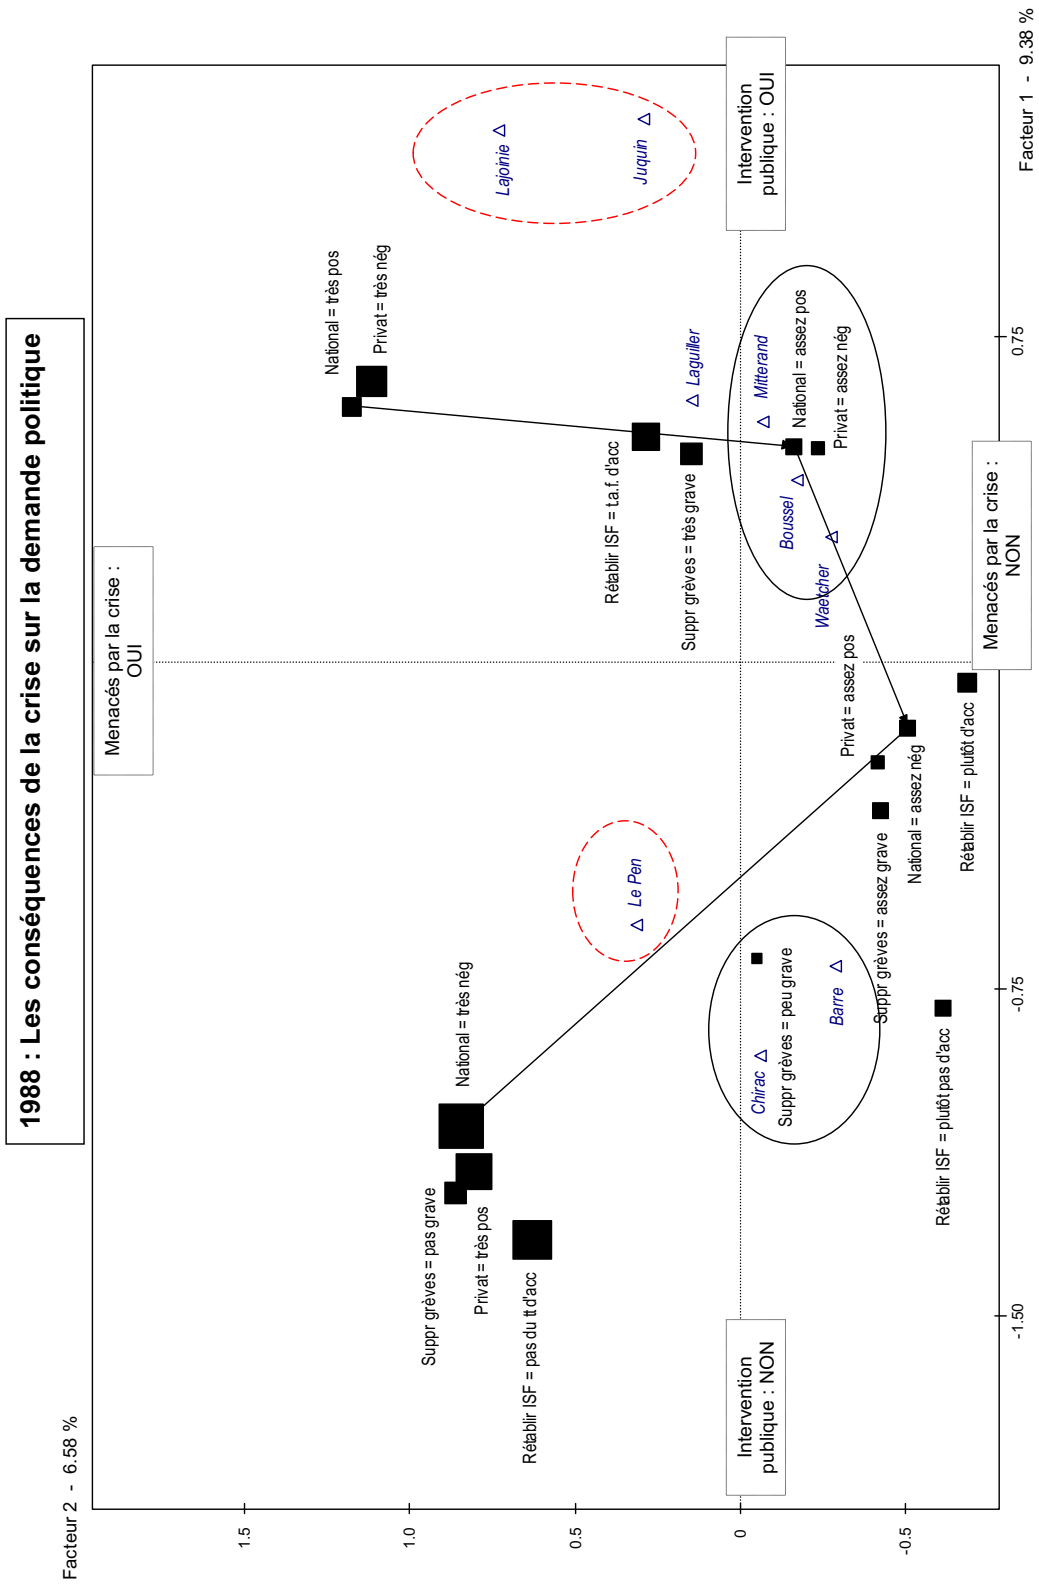 1988 : Les conséquences de la crise sur la demande politique
Facteur 2  -  6.58 %
Menacés par la crise :
OUI
1.5
1.0
0.5
0
-0.5
National = très pos
Privat = très nég
Lajoinie
Juquin
Rétablir ISF = t.a.f. d'acc
Suppr grèves = très grave
Laguiller
Suppr grèves = pas grave
National = très nég
Privat = très pos
Rétablir ISF = pas du tt d'acc
Le Pen
Intervention
publique : NON
Intervention
publique : OUI
Chirac
Suppr grèves = peu grave
Barre
Boussel
Mitterand
National = assez pos
Privat = assez nég
Waetcher
Privat = assez pos
Suppr grèves = assez grave
National = assez nég
Rétablir ISF = plutôt pas d'acc
Rétablir ISF = plutôt d'acc
Menacés par la crise :
NON
-1.50
-0.75
0.75
Facteur 1  -  9.38 %